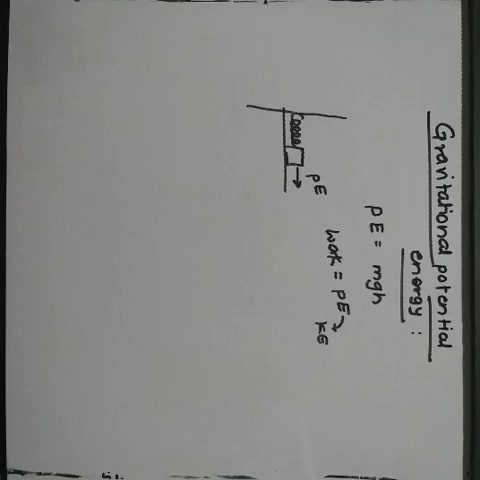 Gravitational potential
energy :
PE = mgh
work = PE
KE
PE